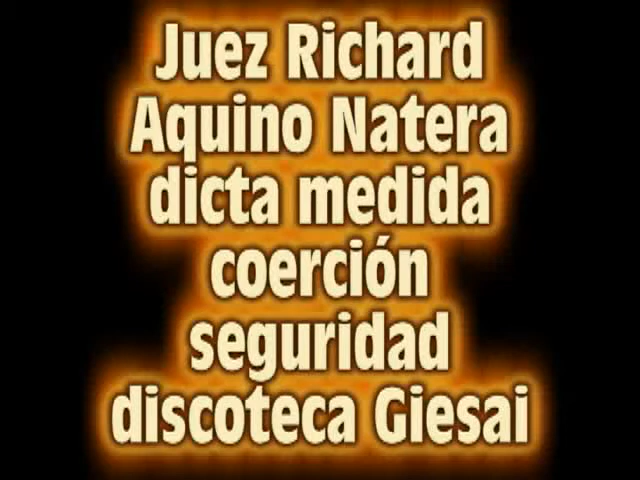 Juez Richard
Aquino Natera
dicta medida
coerción
seguridad
discoteca Giesai